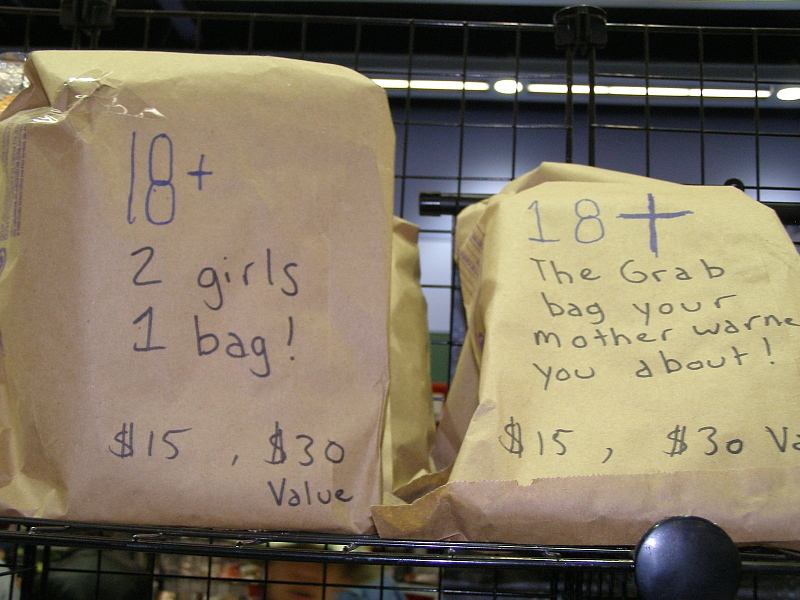 18+
2 girls
1 bag!
$15 , $30
Value
18+
The Grab
bag your
mother warne
you about!
$15 , $30 Va